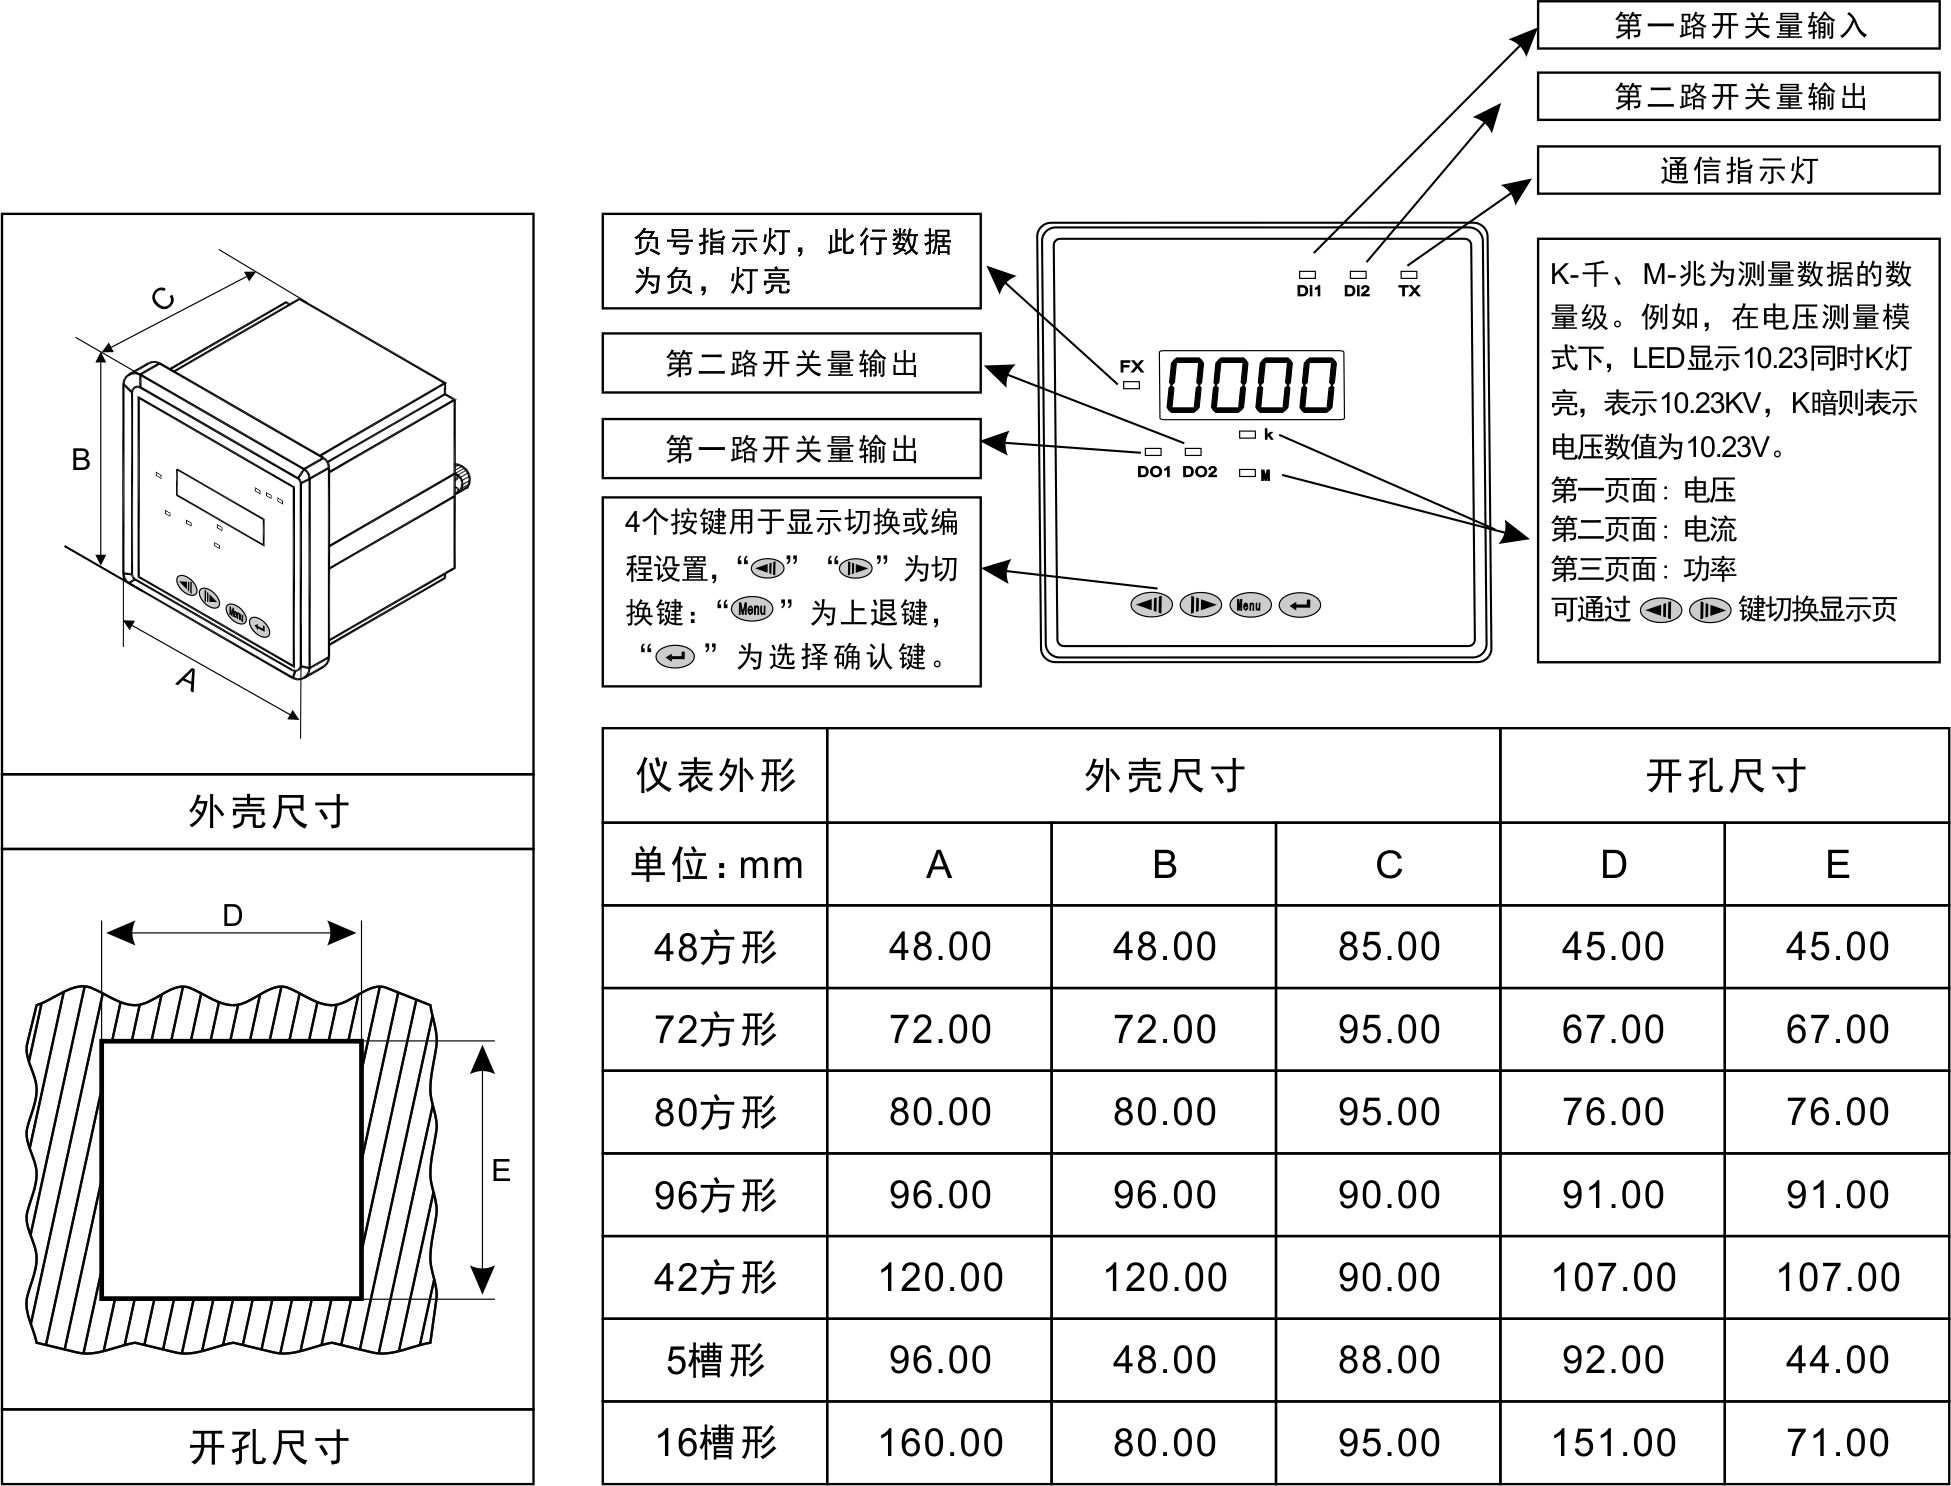 第一路开关量输入
第二路开关量输出
通信指示灯
负号指示灯，此行数据
为负，灯亮
第二路开关量输出
第一路开关量输出
4个按键用于显示切换或编
程设置，“ ” “ ” 为切
换键：“Menu” 为上退键，
“ ” 为选择确认键。
DI1 DI2 TX
FX
0000
k
DO1 DO2 M
Menu
K-千、M-兆为测量数据的数
量级。例如，在电压测量模
式下，LED显示10.23同时K灯
亮，表示10.23KV，K暗则表示
电压数值为10.23V。
第一页面：电压
第二页面：电流
第三页面：功率
可通过 键切换显示页
C
B
Menu
A
外壳尺寸
D
E
开孔尺寸
仪表外形 外壳尺寸 开孔尺寸
单位：mm A B C D E
48方形 48.00 48.00 85.00 45.00 45.00
72方形 72.00 72.00 95.00 67.00 67.00
80方形 80.00 80.00 95.00 76.00 76.00
96方形 96.00 96.00 90.00 91.00 91.00
42方形 120.00 120.00 90.00 107.00 107.00
5槽形 96.00 48.00 88.00 92.00 44.00
16槽形 160.00 80.00 95.00 151.00 71.00